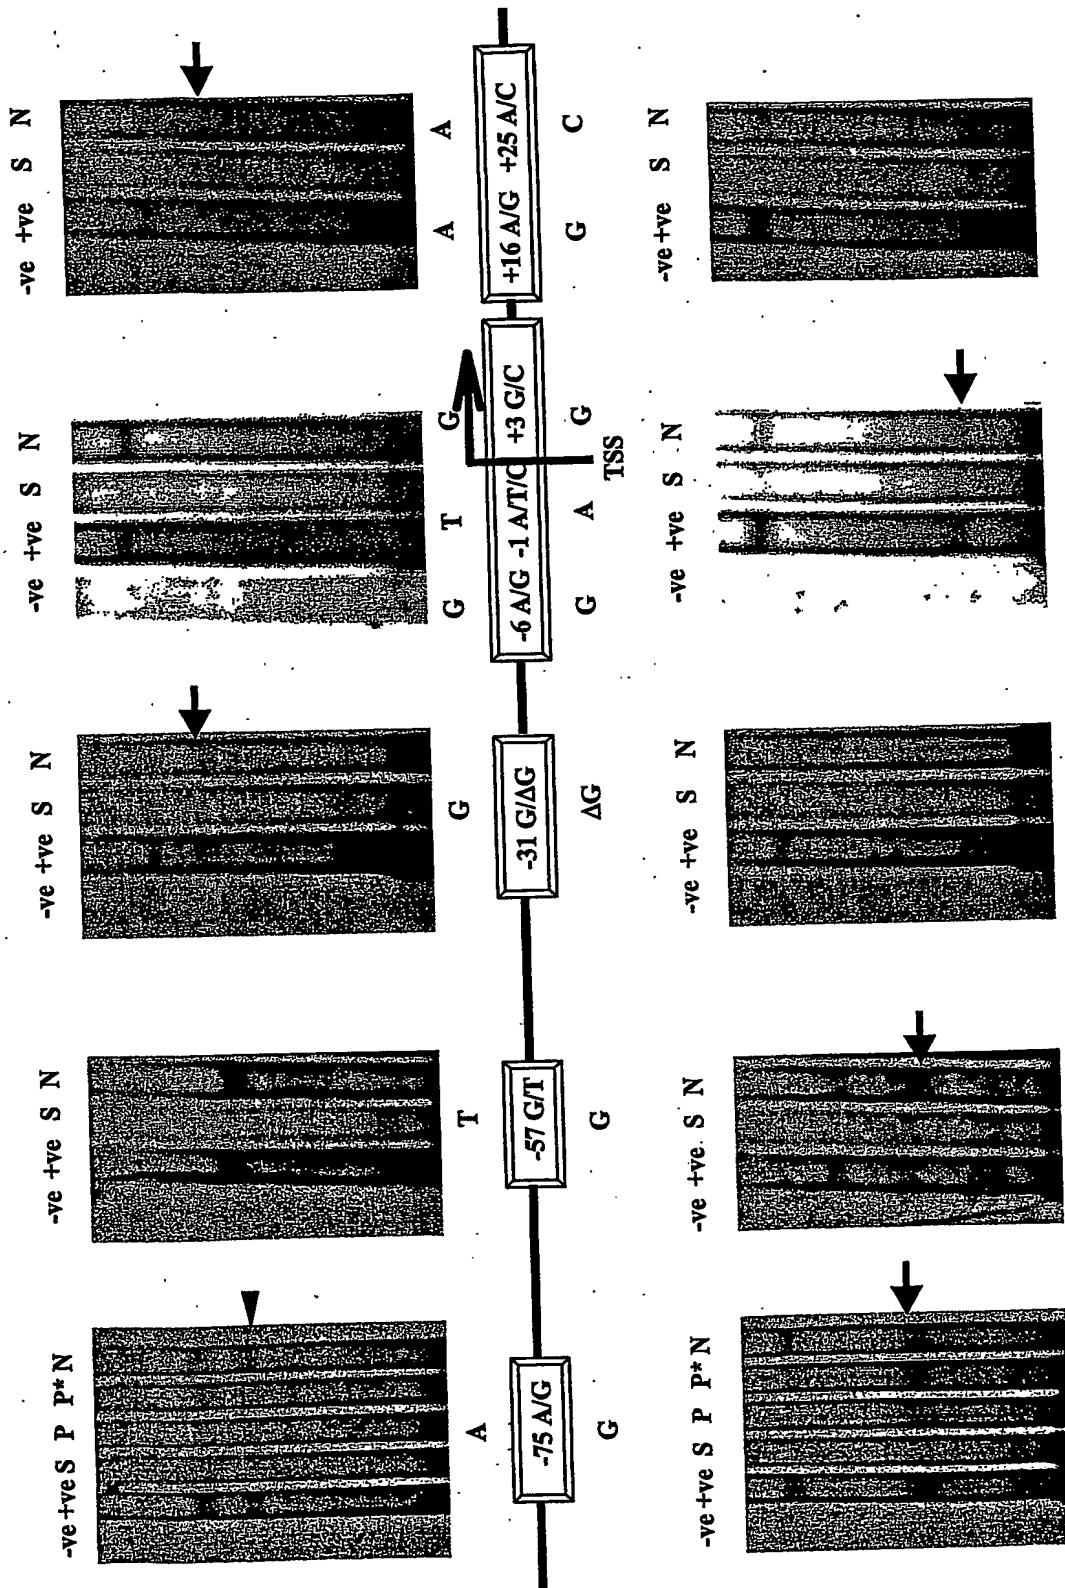 -ve +ve S P P* N
-ve +ve S N
-ve +ve S N
-ve +ve S N
-ve +ve S N
A
T
G
G T G
A A
-75 A/G
-57 G/T
-31 G/ΔG
-6 A/G -1 A/T/C +3 G/C
+16 A/G +25 A/C
G
G
ΔG
G A G
TSS
G C
-ve +ve S P P* N
-ve +ve S N
-ve +ve S N
-ve +ve S N
-ve +ve S N